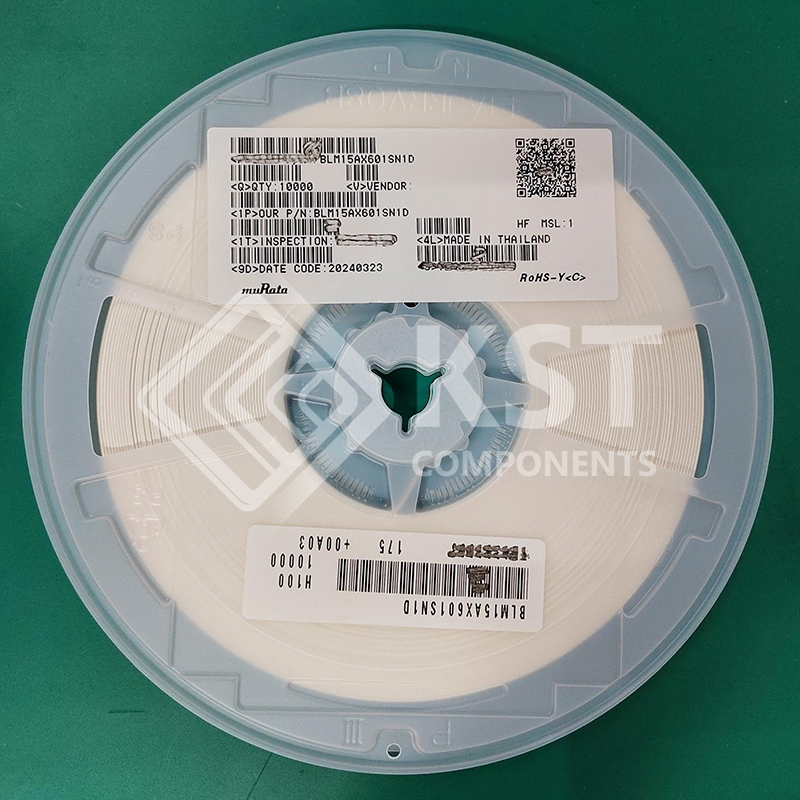 BLM15AX601SN1D
<Q>QTY:10000 <V>VENDOR:
<1P>OUR P/N:BLM15AX601SN1D
HF MSL:1
<1T>INSPECTION: <4L>MADE IN THAILAND
<9D>DATE CODE:20240323
RoHS-Y<C>
muRata
KST
COMPONENTS
BLM15AX601SN1D
H100
10000
175 +00A03